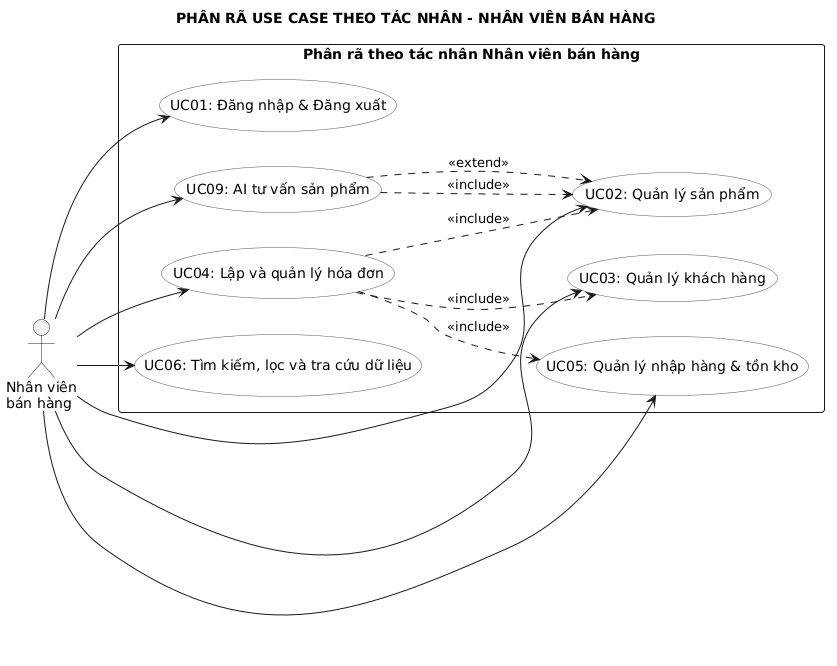 PHÂN RÃ USE CASE THEO TÁC NHÂN - NHÂN VIÊN BÁN HÀNG
Phân rã theo tác nhân Nhân viên bán hàng
UC01: Đăng nhập & Đăng xuất
«extend»
UC09: AI tư vấn sản phẩm
«include»
UC02: Quản lý sản phẩm
«include»
UC04: Lập và quản lý hóa đơn
UC03: Quản lý khách hàng
«include»
«include»
UC06: Tìm kiếm, lọc và tra cứu dữ liệu
UC05: Quản lý nhập hàng & tồn kho
Nhân viên
bán hàng